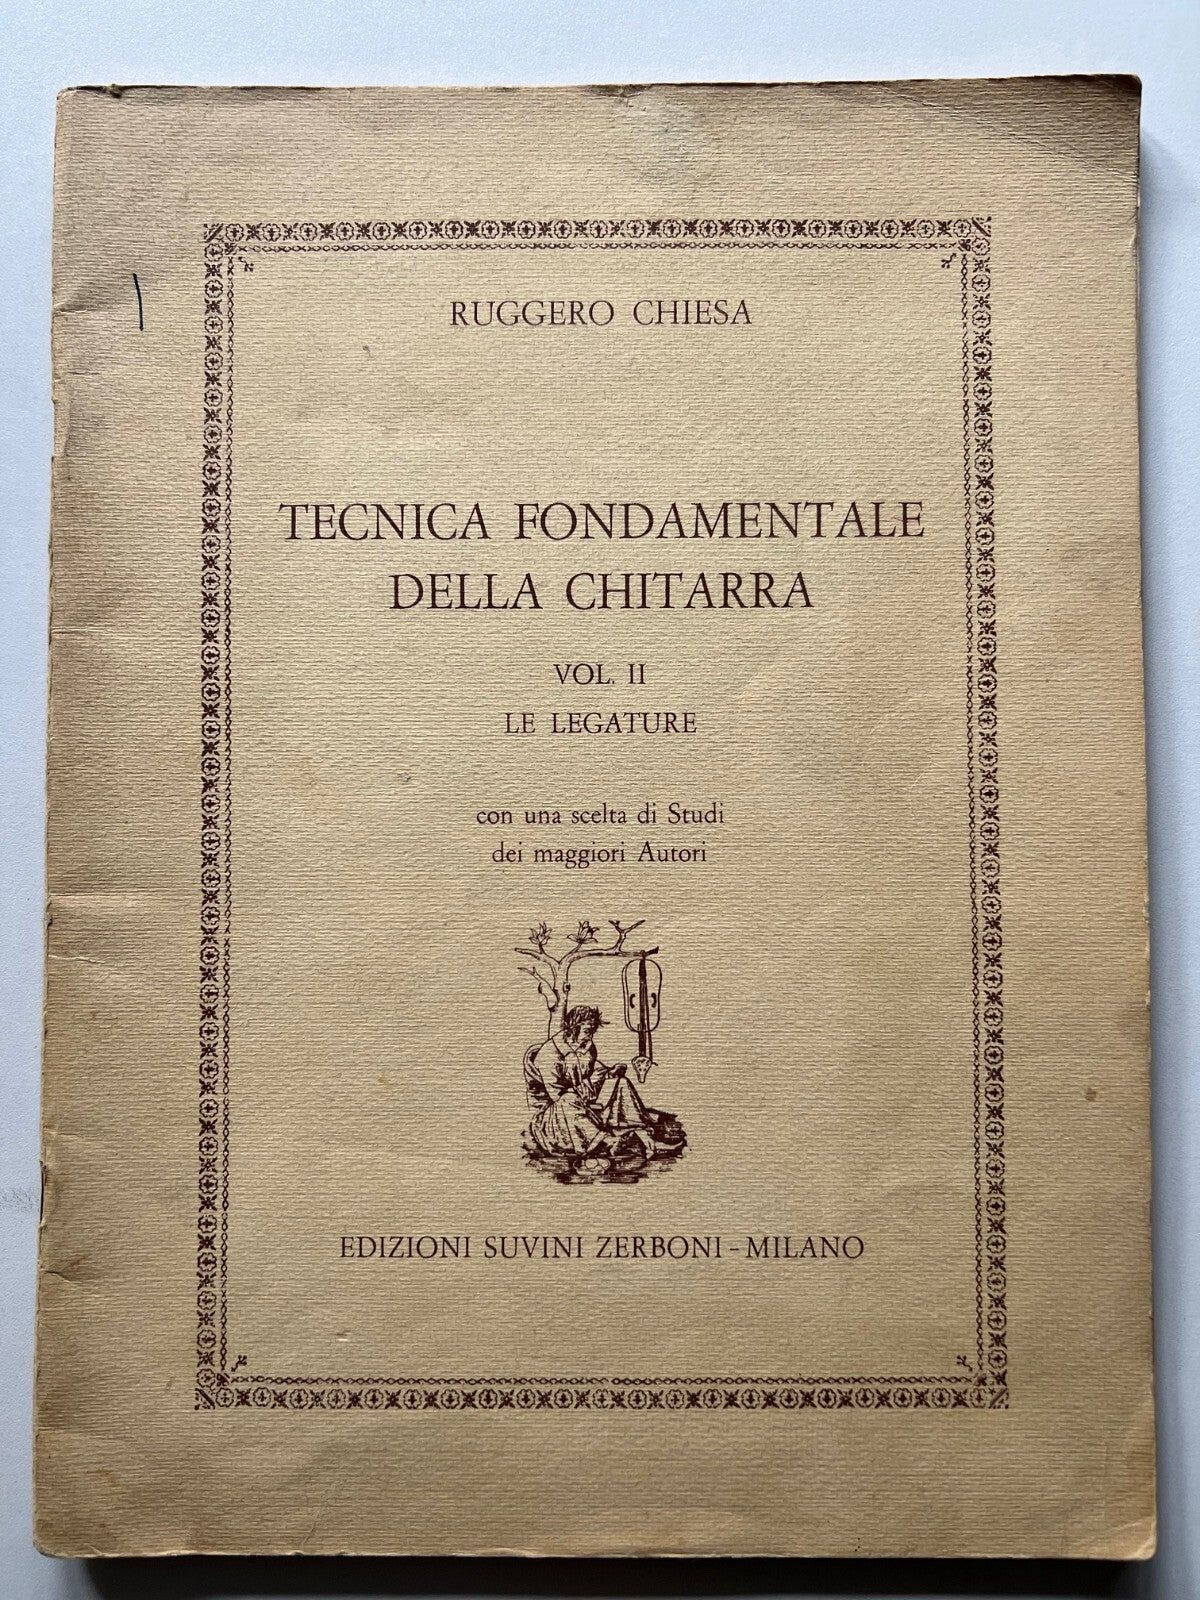 RUGGERO CHIESA
TECNICA FONDAMENTALE
DELLA CHITARRA
VOL. II
LE LEGATURE
con una scelta di Studi
dei maggiori Autori
EDIZIONI SUVINI ZERBONI - MILANO